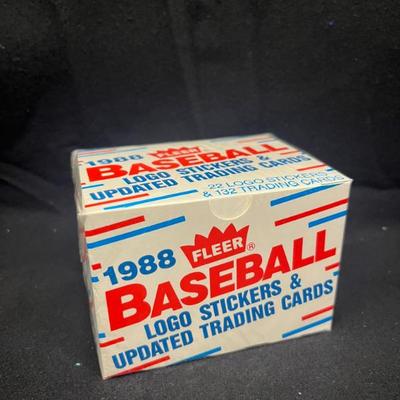 1988 FLEER
BASEBALL
LOGO STICKERS &
UPDATED TRADING CARDS
22 LOGO STICKERS
& 132 TRADING CARDS
1988 FLEER®
BASEBALL
LOGO STICKERS &
UPDATED TRADING CARDS